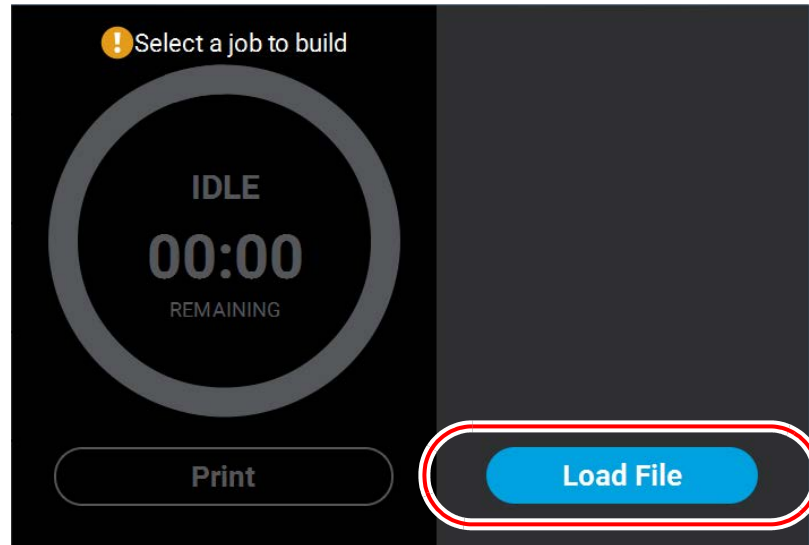 Select a job to build
IDLE
00:00
REMAINING
Print
Load File